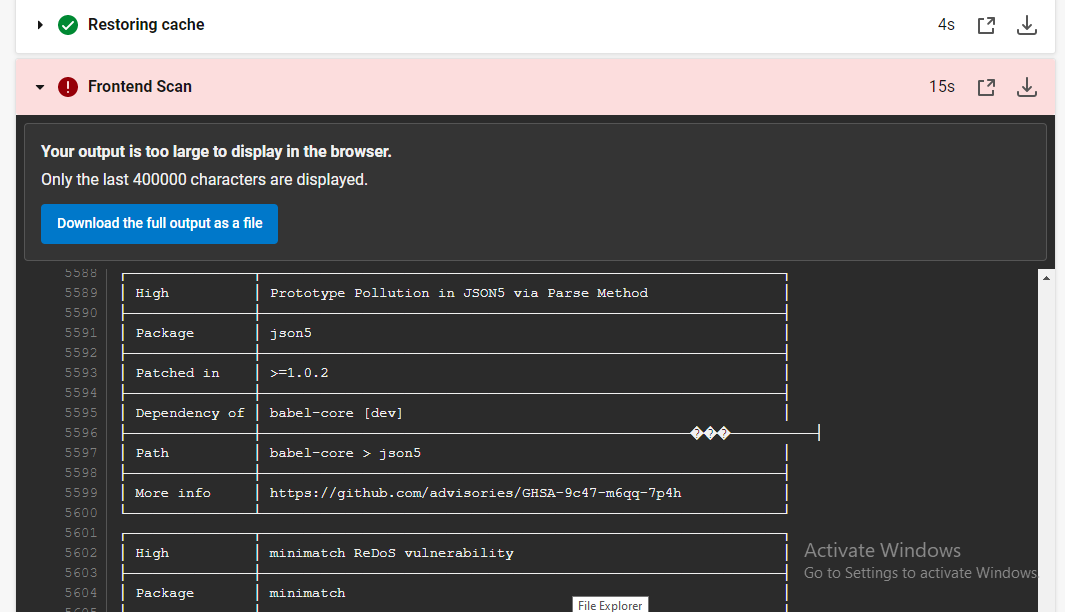 Restoring cache 4s
Frontend Scan 15s
Your output is too large to display in the browser.
Only the last 400000 characters are displayed.
Download the full output as a file
5588
5589 High Prototype Pollution in JSON5 via Parse Method
5590
5591 Package json5
5592
5593 Patched in >=1.0.2
5594
5595 Dependency of babel-core [dev]
5596 ���
5597 Path babel-core > json5
5598
5599 More info https://github.com/advisories/GHSA-9c47-m6qq-7p4h
5600
5601
5602 High minimatch ReDoS vulnerability
5603
5604 Package minimatch
5605
Activate Windows
Go to Settings to activate Windows
File Explorer